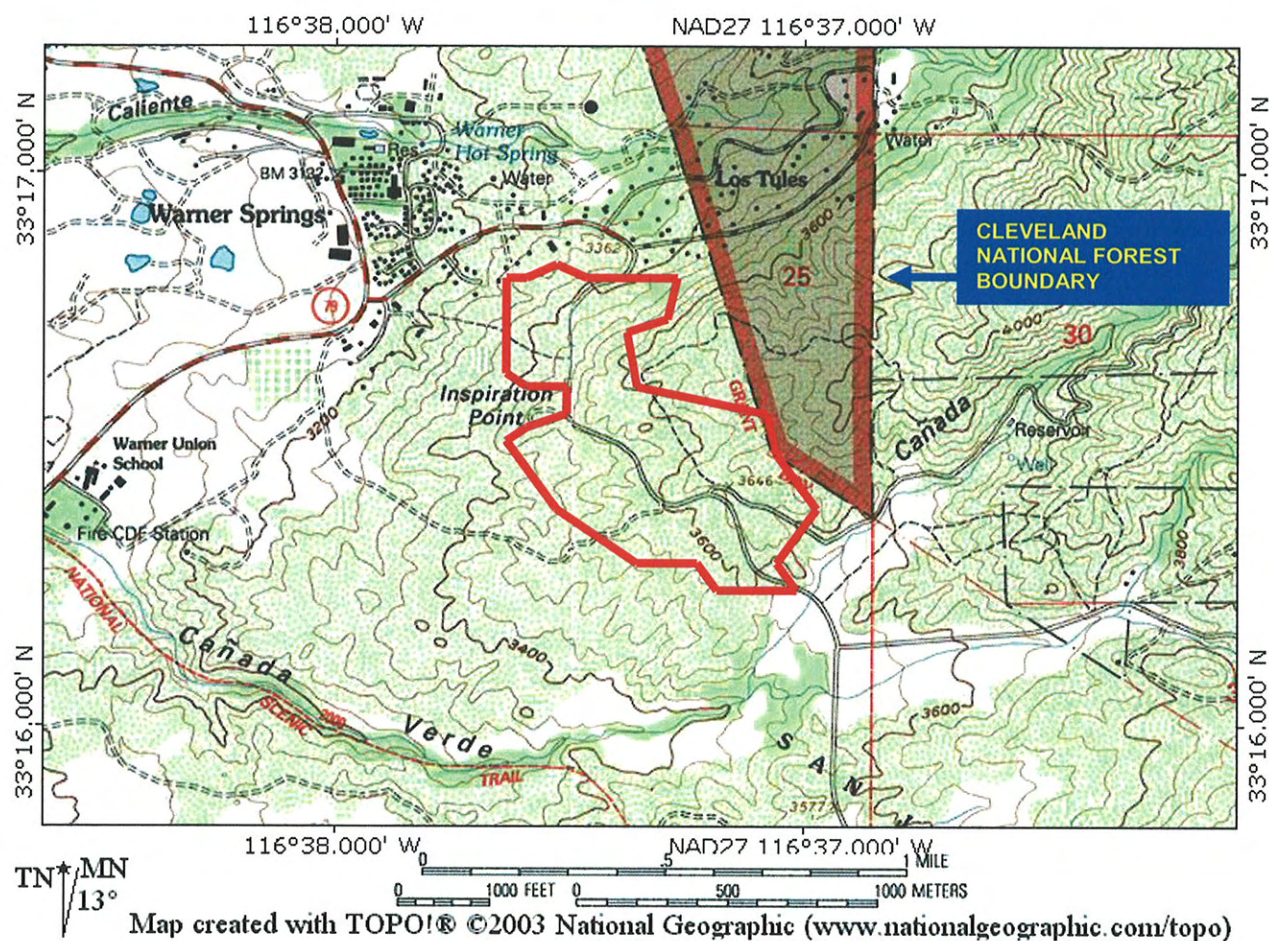 116°38.000' W
NAD27 116°37.000' W
33°17.000' N
33°17.000' N
Caliente
Warner
Hot Spring
Res
BM 3132
Water
Water
Los Tules
Warner Springs
3362
3600
25
CLEVELAND
NATIONAL FOREST
BOUNDARY
79
4000
30
Inspiration
Point
GRANT
Cañada
3200
Reservoir
Well
Warner Union
School
3646
Fire CDF Station
3600
3800
NATIONAL
Cañada
3400
SCENIC
2000
Verde
TRAIL
3600
S A N
3577
33°16.000' N
33°16.000' N
116°38.000' W
NAD27 116°37.000' W
TN
MN
13°
0 .5 1 MILE
0 1000 FEET 0 500 1000 METERS
Map created with TOPO!® ©2003 National Geographic (www.nationalgeographic.com/topo)